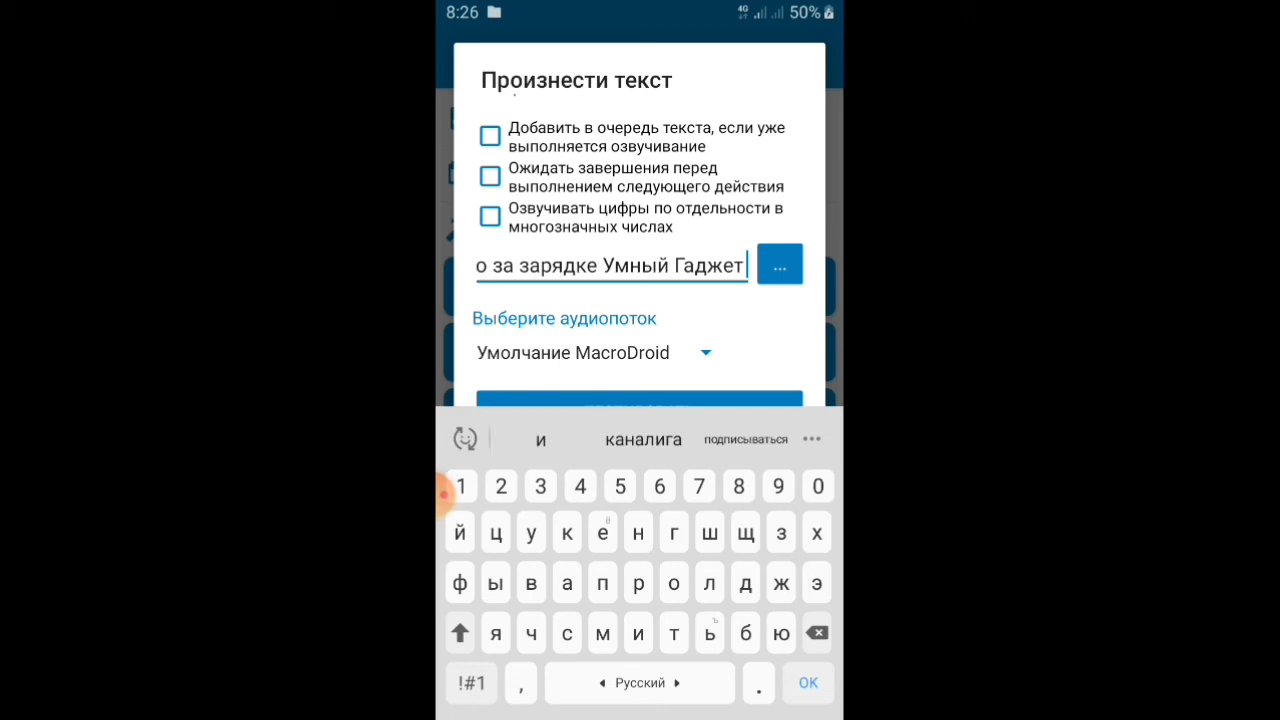 8:26 4G 50%
Произнести текст
Добавить в очередь текста, если уже
выполняется озвучивание
Ожидать завершения перед
выполнением следующего действия
Озвучивать цифры по отдельности в
многозначных числах
о за зарядке Умный Гаджет ...
Выберите аудиопоток
Умолчание MacroDroid
и каналига подписываться •••
1 2 3 4 5 6 7 8 9 0
й ц у к е ё н г ш щ з х
ф ы в а п р о л д ж э
я ч с м и т ь ъ б ю
!#1 , Русский . ОК